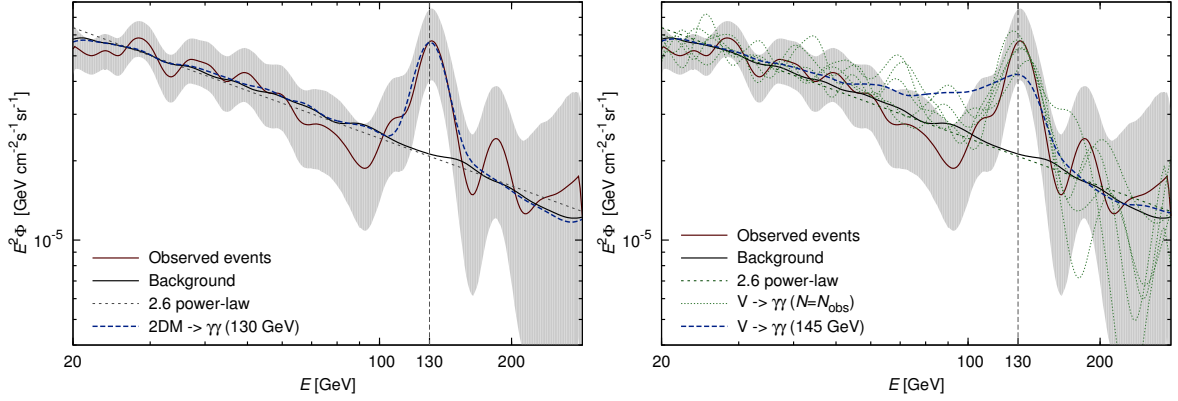 E²Φ [GeV cm⁻²s⁻¹sr⁻¹]
10⁻⁵
Observed events
Background
2.6 power-law
2DM -> γγ (130 GeV)
20 100 130 200
E [GeV]
E²Φ [GeV cm⁻²s⁻¹sr⁻¹]
10⁻⁵
Observed events
Background
2.6 power-law
V -> γγ (N=Nobs)
V -> γγ (145 GeV)
20 100 130 200
E [GeV]